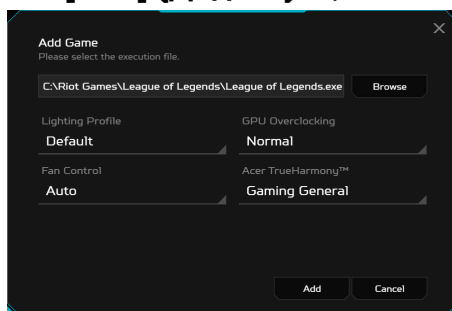 Add Game
Please select the execution file.
C:\Riot Games\League of Legends\League of Legends.exe
Browse
Lighting Profile
GPU Overclocking
Default
Normal
Fan Control
Acer TrueHarmony™
Auto
Gaming General
Add
Cancel